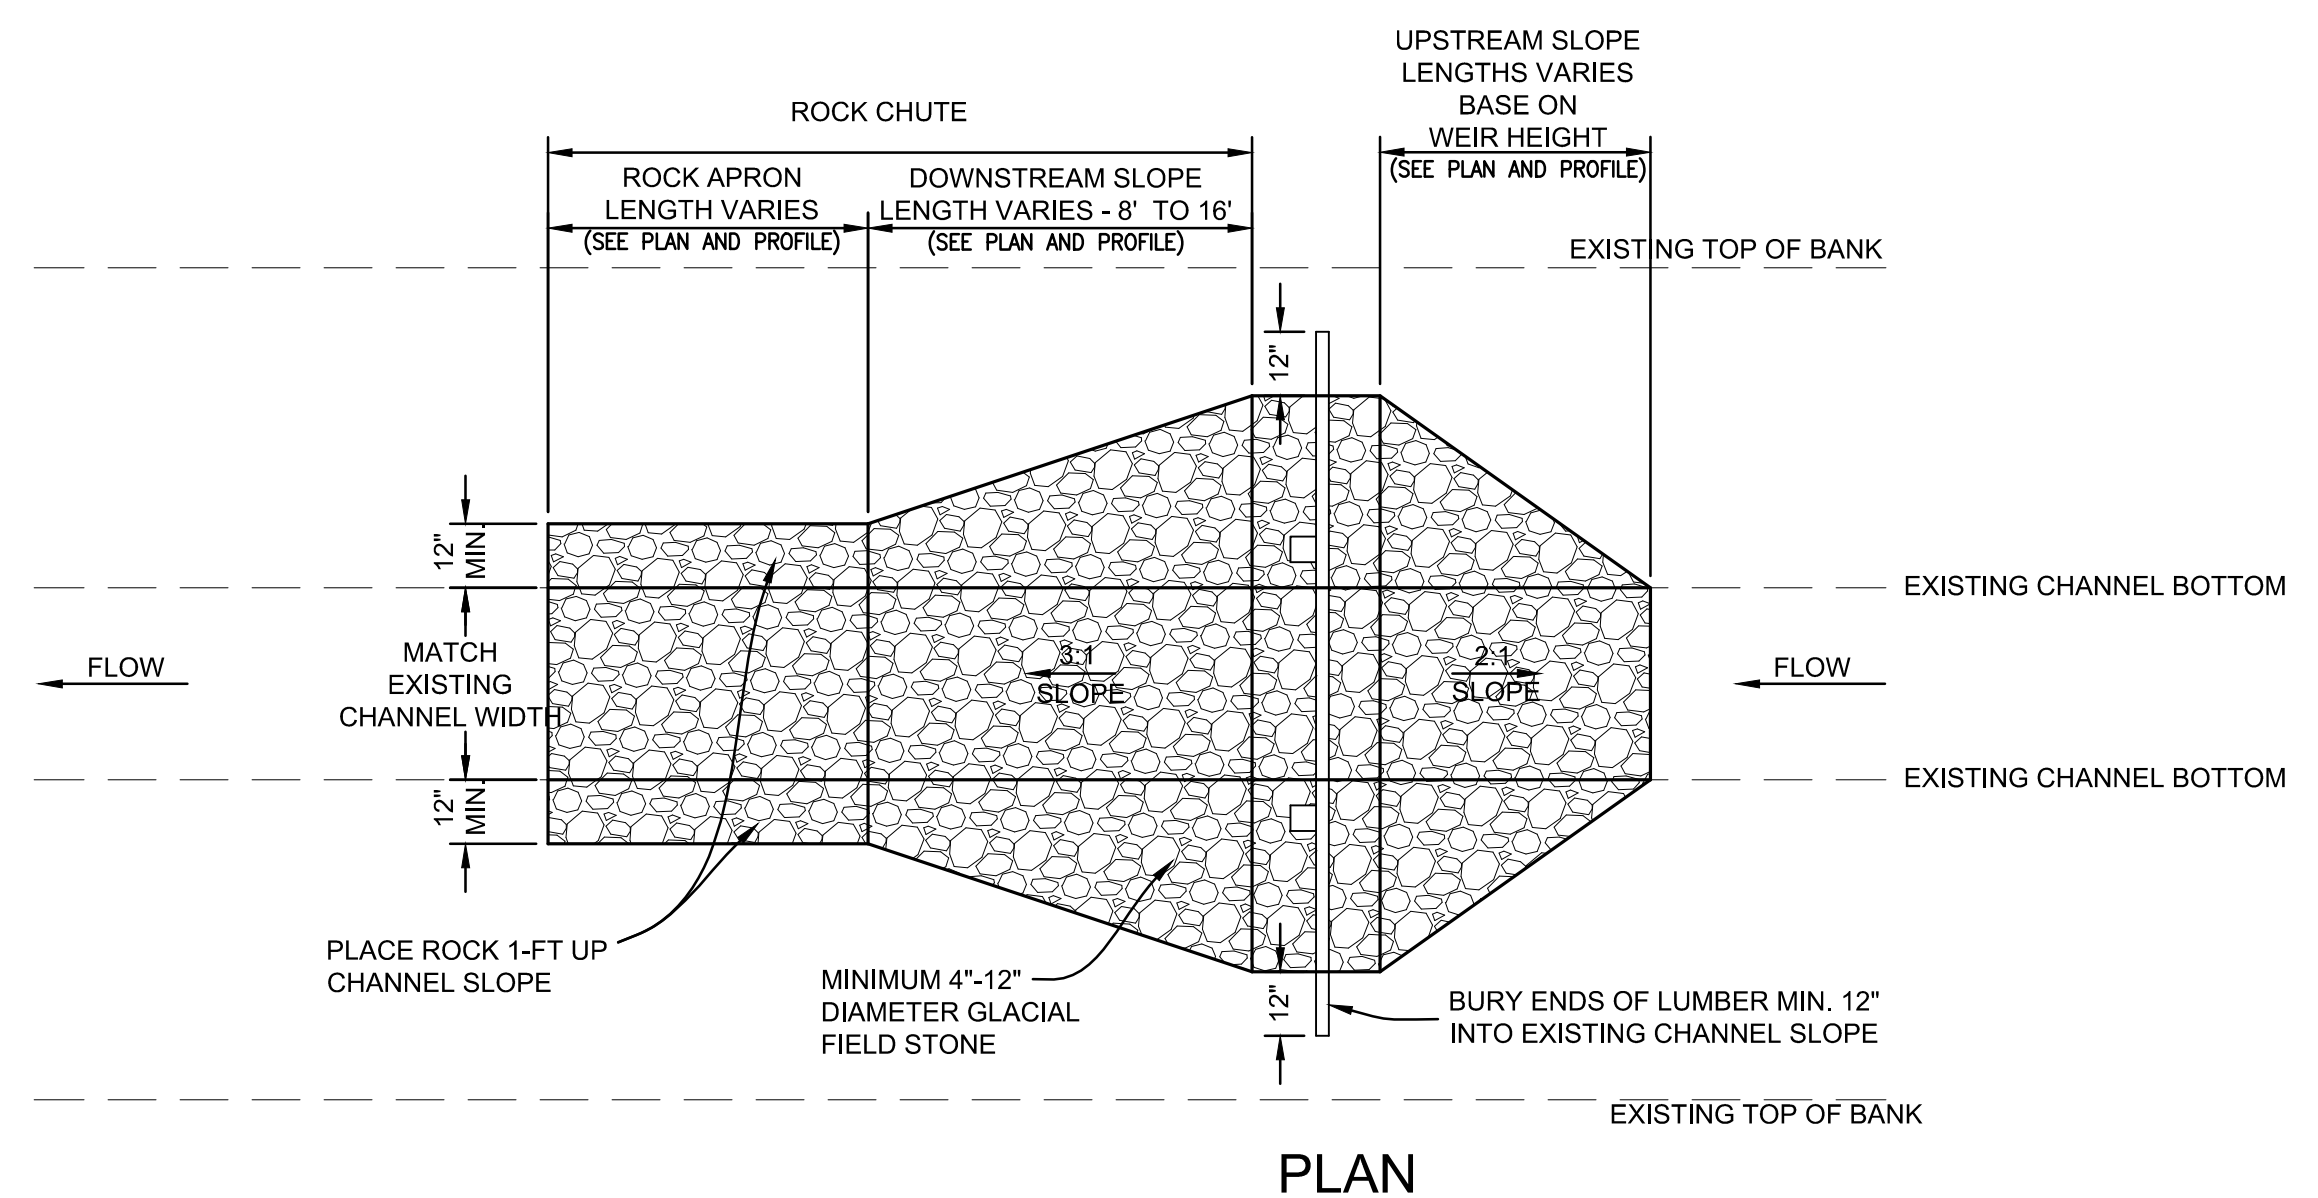 UPSTREAM SLOPE
LENGTHS VARIES
BASE ON
WEIR HEIGHT
(SEE PLAN AND PROFILE)
ROCK CHUTE
ROCK APRON
LENGTH VARIES
(SEE PLAN AND PROFILE)
DOWNSTREAM SLOPE
LENGTH VARIES - 8' TO 16'
(SEE PLAN AND PROFILE)
EXISTING TOP OF BANK
12"
12"
MIN.
EXISTING CHANNEL BOTTOM
FLOW
MATCH
EXISTING
CHANNEL WIDTH
3:1
SLOPE
2:1
SLOPE
FLOW
12"
MIN.
EXISTING CHANNEL BOTTOM
PLACE ROCK 1-FT UP
CHANNEL SLOPE
MINIMUM 4"-12"
DIAMETER GLACIAL
FIELD STONE
12"
BURY ENDS OF LUMBER MIN. 12"
INTO EXISTING CHANNEL SLOPE
EXISTING TOP OF BANK
PLAN